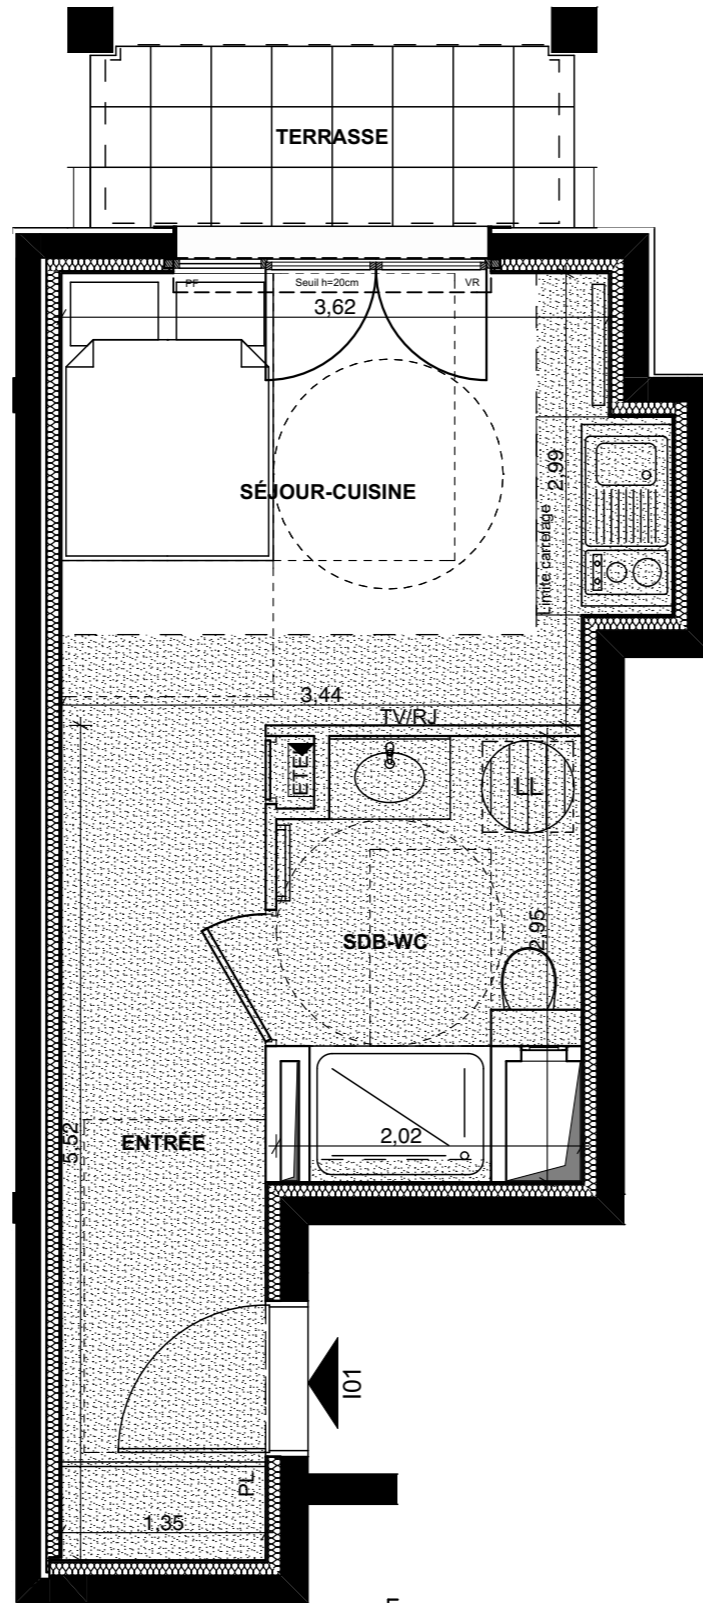 TERRASSE
PF
Seuil h=20cm
VR
3,62
2,99
SÉJOUR-CUISINE
Limite carrelage
3,44
TV/RJ
ETEL
LL
SDB-WC
2,95
5,52
ENTRÉE
2,02
I01
PL
1,35